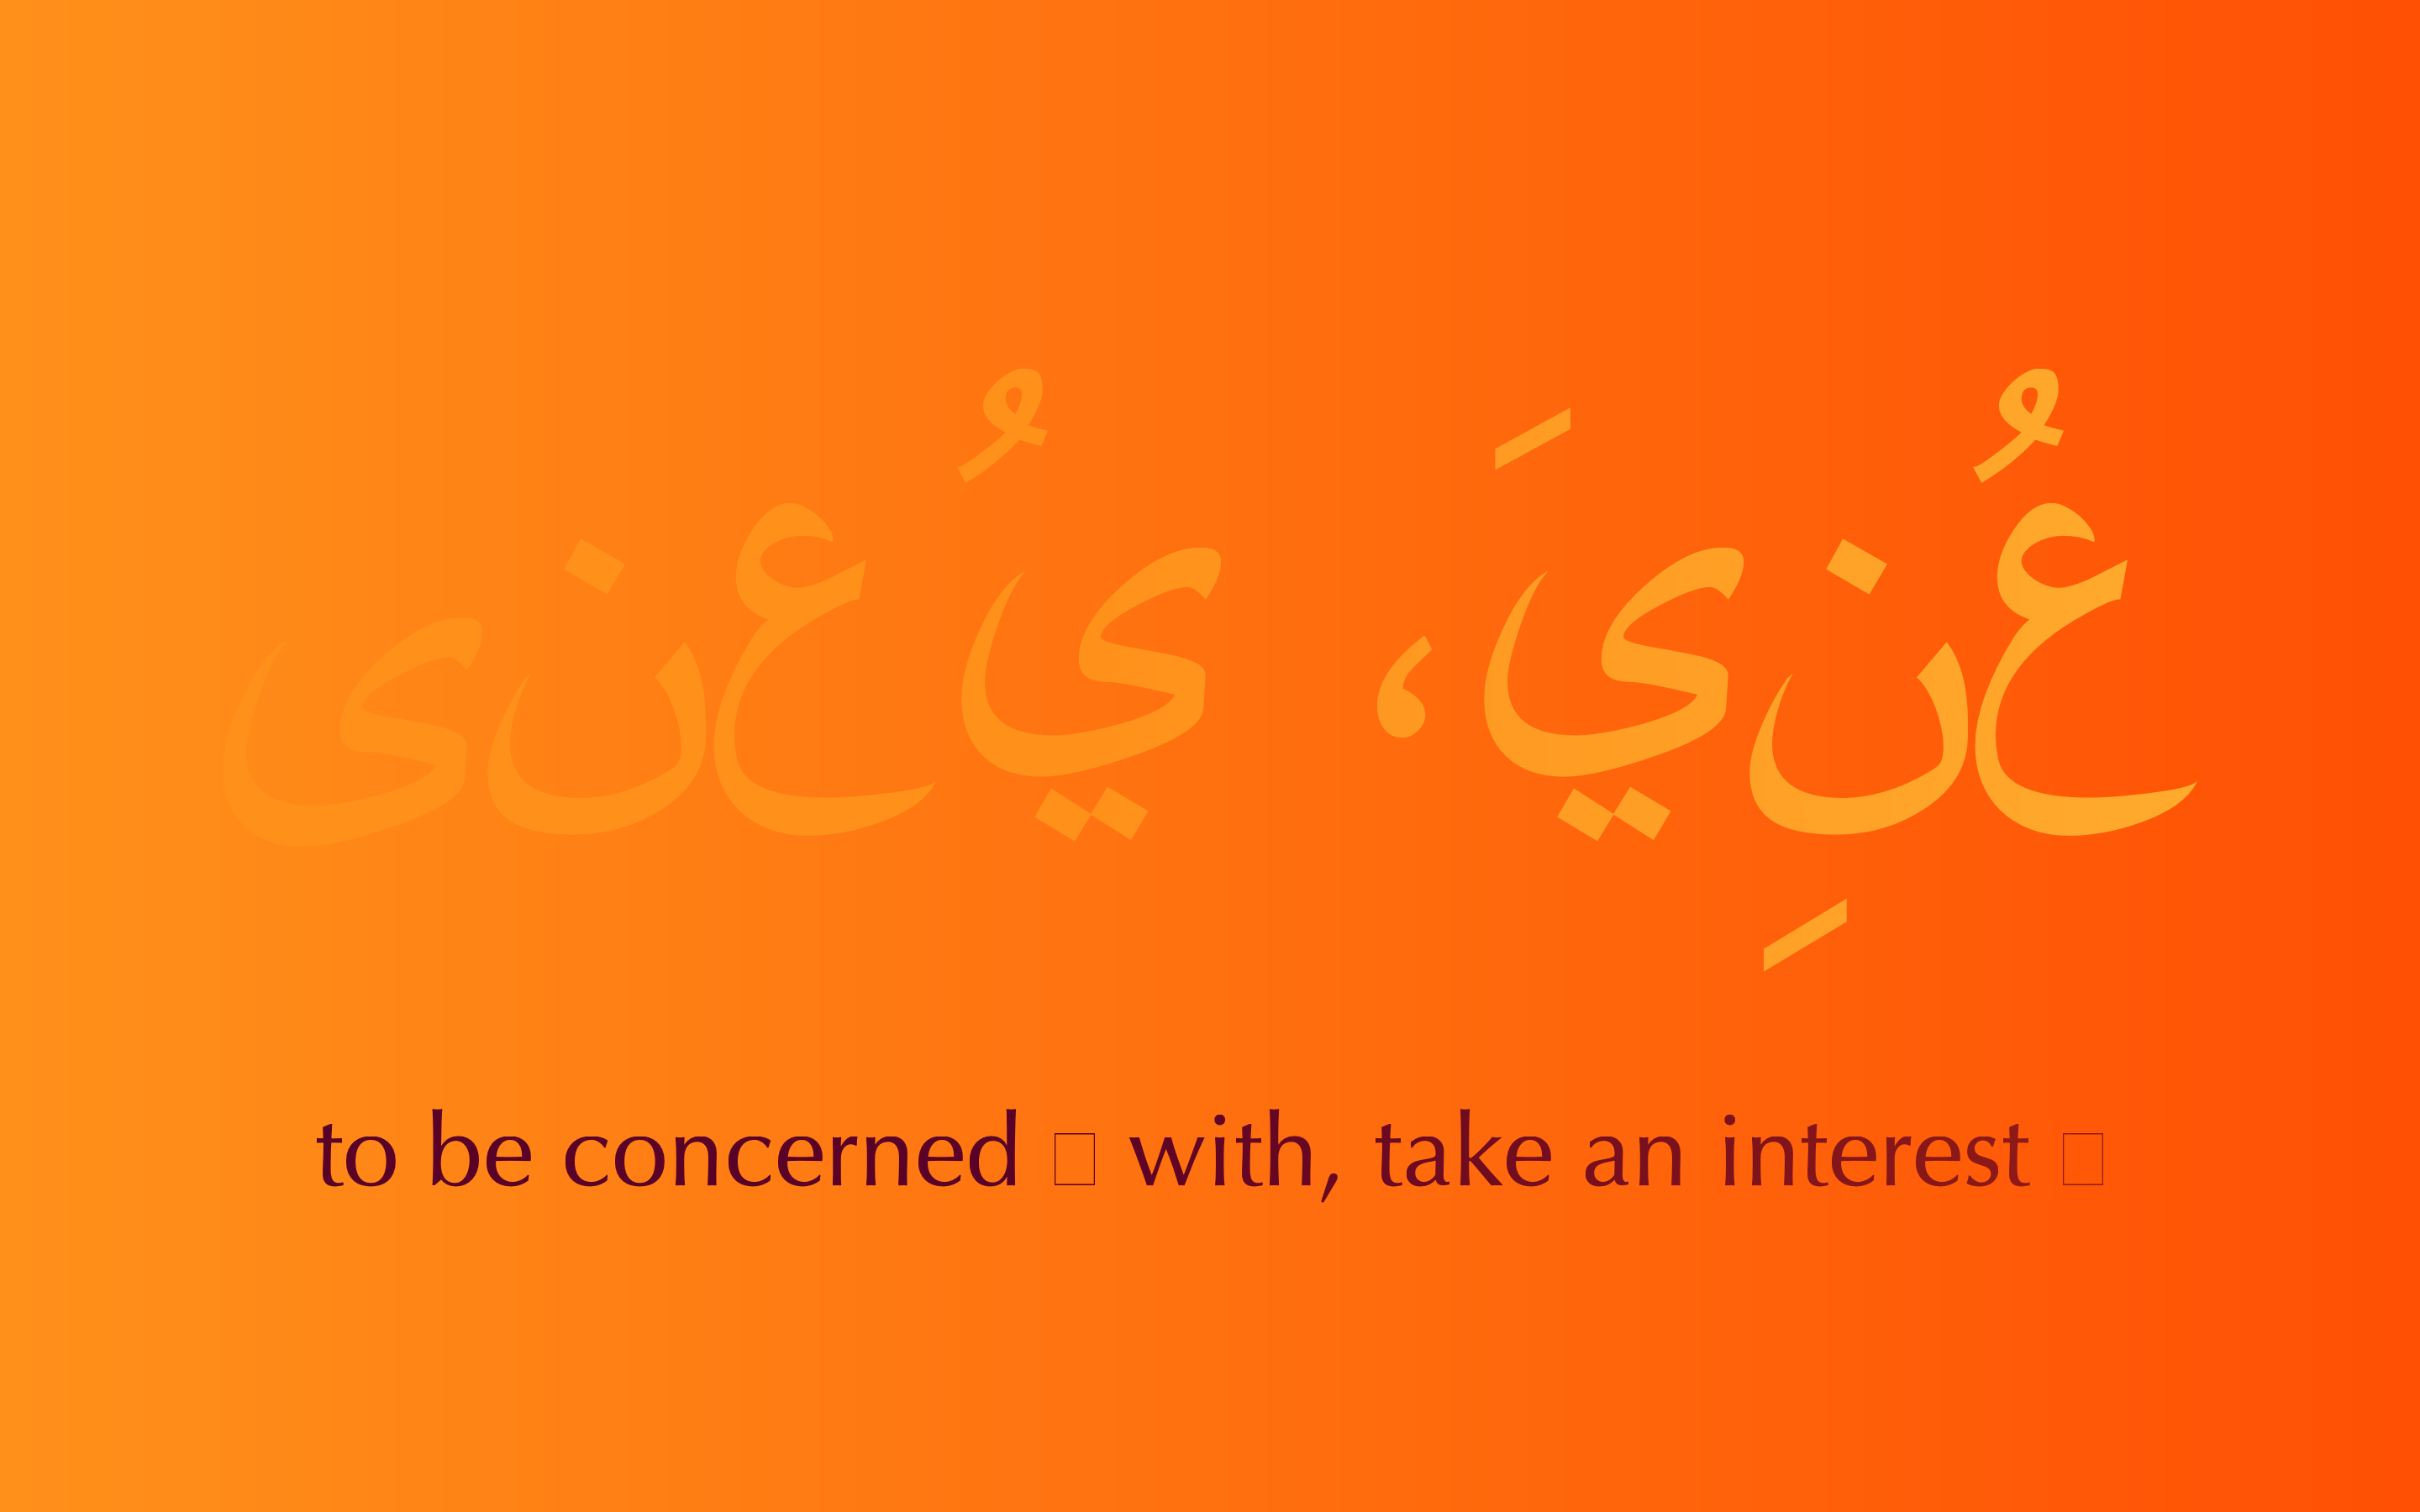 عُنِيَ، يُعنى
to be concerned □ with, take an interest □